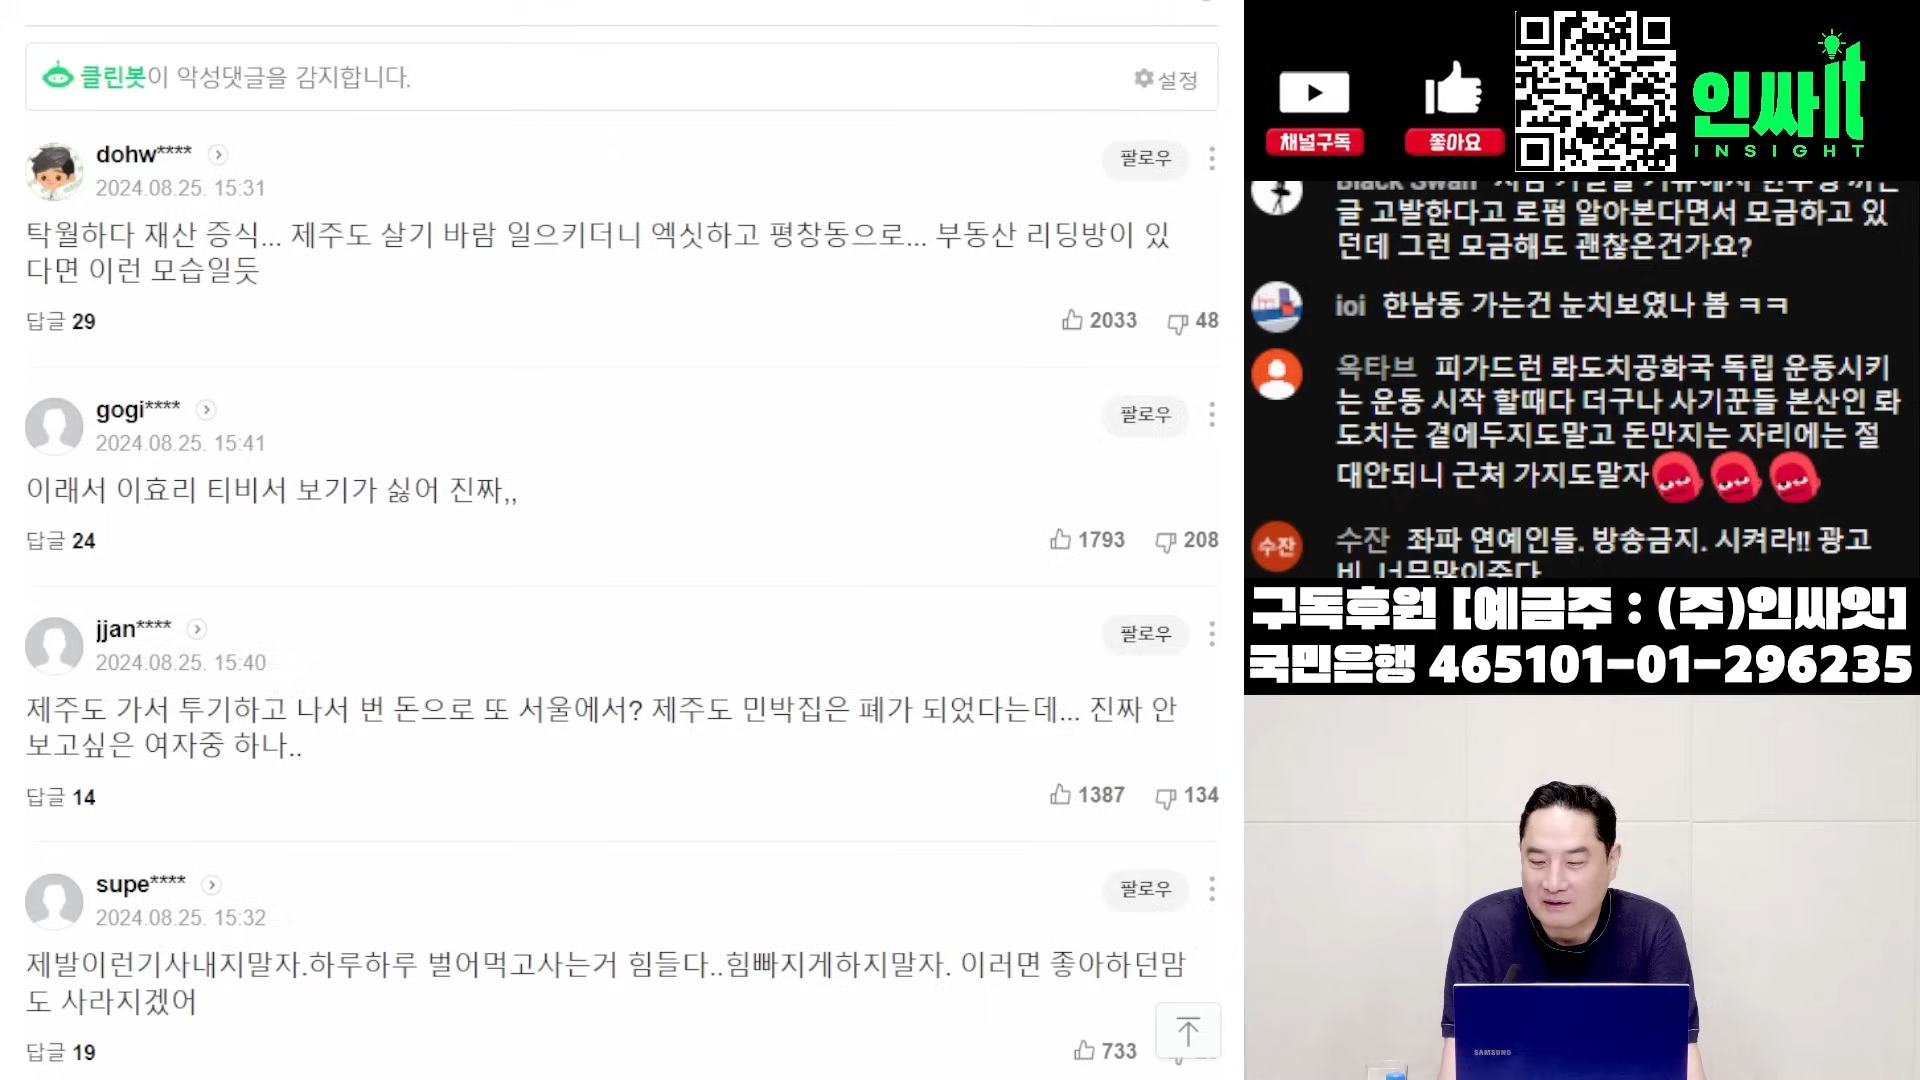 클린봇이 악성댓글을 감지합니다.
설정
dohw****
2024.08.25. 15:31
팔로우
탁월하다 재산 증식... 제주도 살기 바람 일으키더니 엑싯하고 평창동으로... 부동산 리딩방이 있
다면 이런 모습일듯
답글 29
2033 48
gogi****
2024.08.25. 15:41
팔로우
이래서 이효리 티비서 보기가 싫어 진짜,,
답글 24
1793 208
jjan****
2024.08.25. 15:40
팔로우
제주도 가서 투기하고 나서 번 돈으로 또 서울에서? 제주도 민박집은 폐가 되었다는데... 진짜 안
보고싶은 여자중 하나..
답글 14
1387 134
supe****
2024.08.25. 15:32
팔로우
제발이런기사내지말자.하루하루 벌어먹고사는거 힘들다..힘빠지게하지말자. 이러면 좋아하던맘
도 사라지겠어
답글 19
733
채널구독
좋아요
인싸it
INSIGHT
Black Swan
글 고발한다고 로펌 알아본다면서 모금하고 있
던데 그런 모금해도 괜찮은건가요?
ioi 한남동 가는건 눈치보였나 봄 ㅋㅋ
옥타브 피가드런 롸도치공화국 독립 운동시키
는 운동 시작 할때다 더구나 사기꾼들 본산인 롸
도치는 곁에두지도말고 돈만지는 자리에는 절
대안되니 근처 가지도말자
수잔
수잔 좌파 연예인들. 방송금지. 시켜라!! 광고
비 너무많이준다
구독후원 [예금주 : (주)인싸잇]
국민은행 465101-01-296235
SAMSUNG